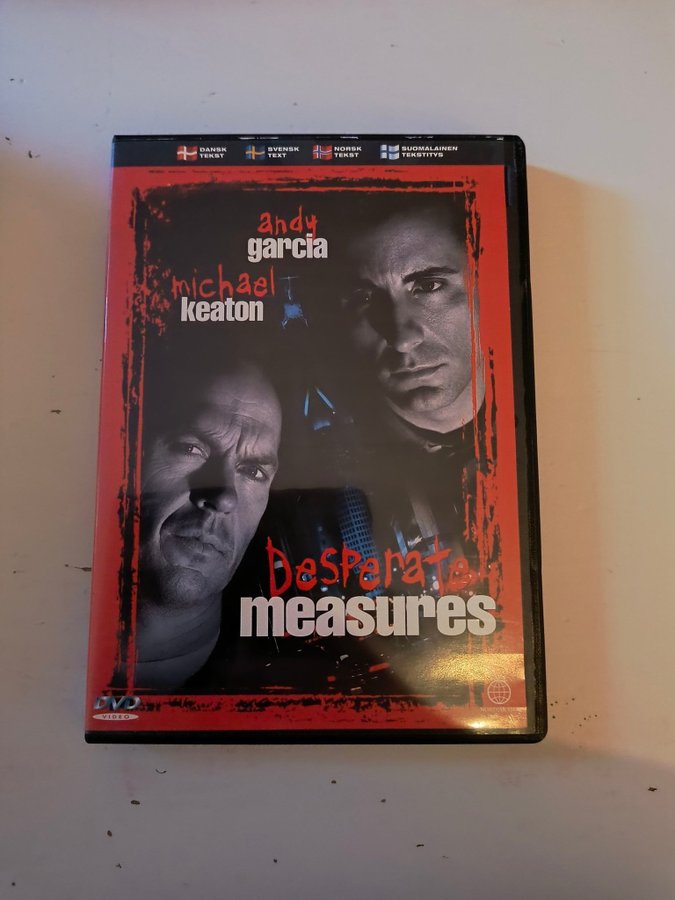 DANSK
TEKST
SVENSK
TEXT
NORSK
TEKST
SUOMALAINEN
TEKSTITYS
andy
garcia
michael
keaton
Desperate
measures
DVD
VIDEO